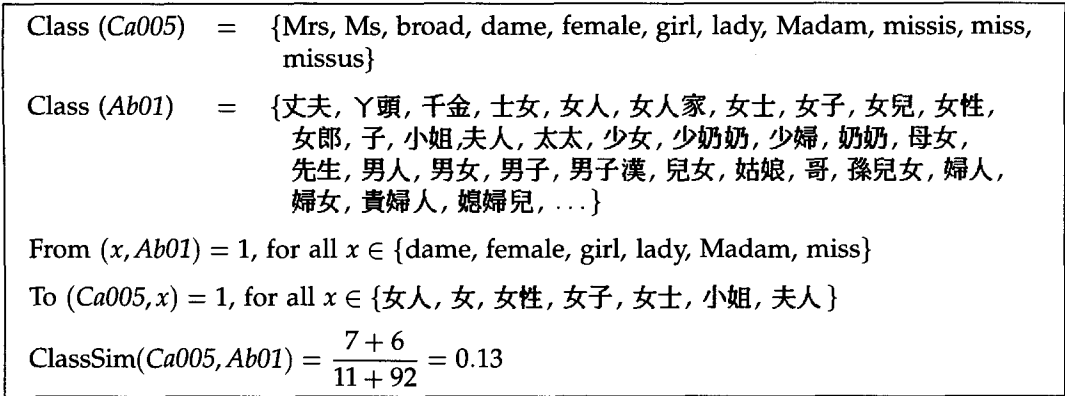 Class (Ca005) = {Mrs, Ms, broad, dame, female, girl, lady, Madam, missis, miss,
missus}
Class (Ab01) = {丈夫, 丫頭, 千金, 士女, 女人, 女人家, 女士, 女子, 女兒, 女性,
女郎, 子, 小姐,夫人, 太太, 少女, 少奶奶, 少婦, 奶奶, 母女,
先生, 男人, 男女, 男子, 男子漢, 兒女, 姑娘, 哥, 孫兒女, 婦人,
婦女, 貴婦人, 媳婦兒, ...}
From (x, Ab01) = 1, for all x ∈ {dame, female, girl, lady, Madam, miss}
To (Ca005, x) = 1, for all x ∈ {女人, 女, 女性, 女子, 女士, 小姐, 夫人}
ClassSim(Ca005, Ab01) = (7 + 6) / (11 + 92) = 0.13